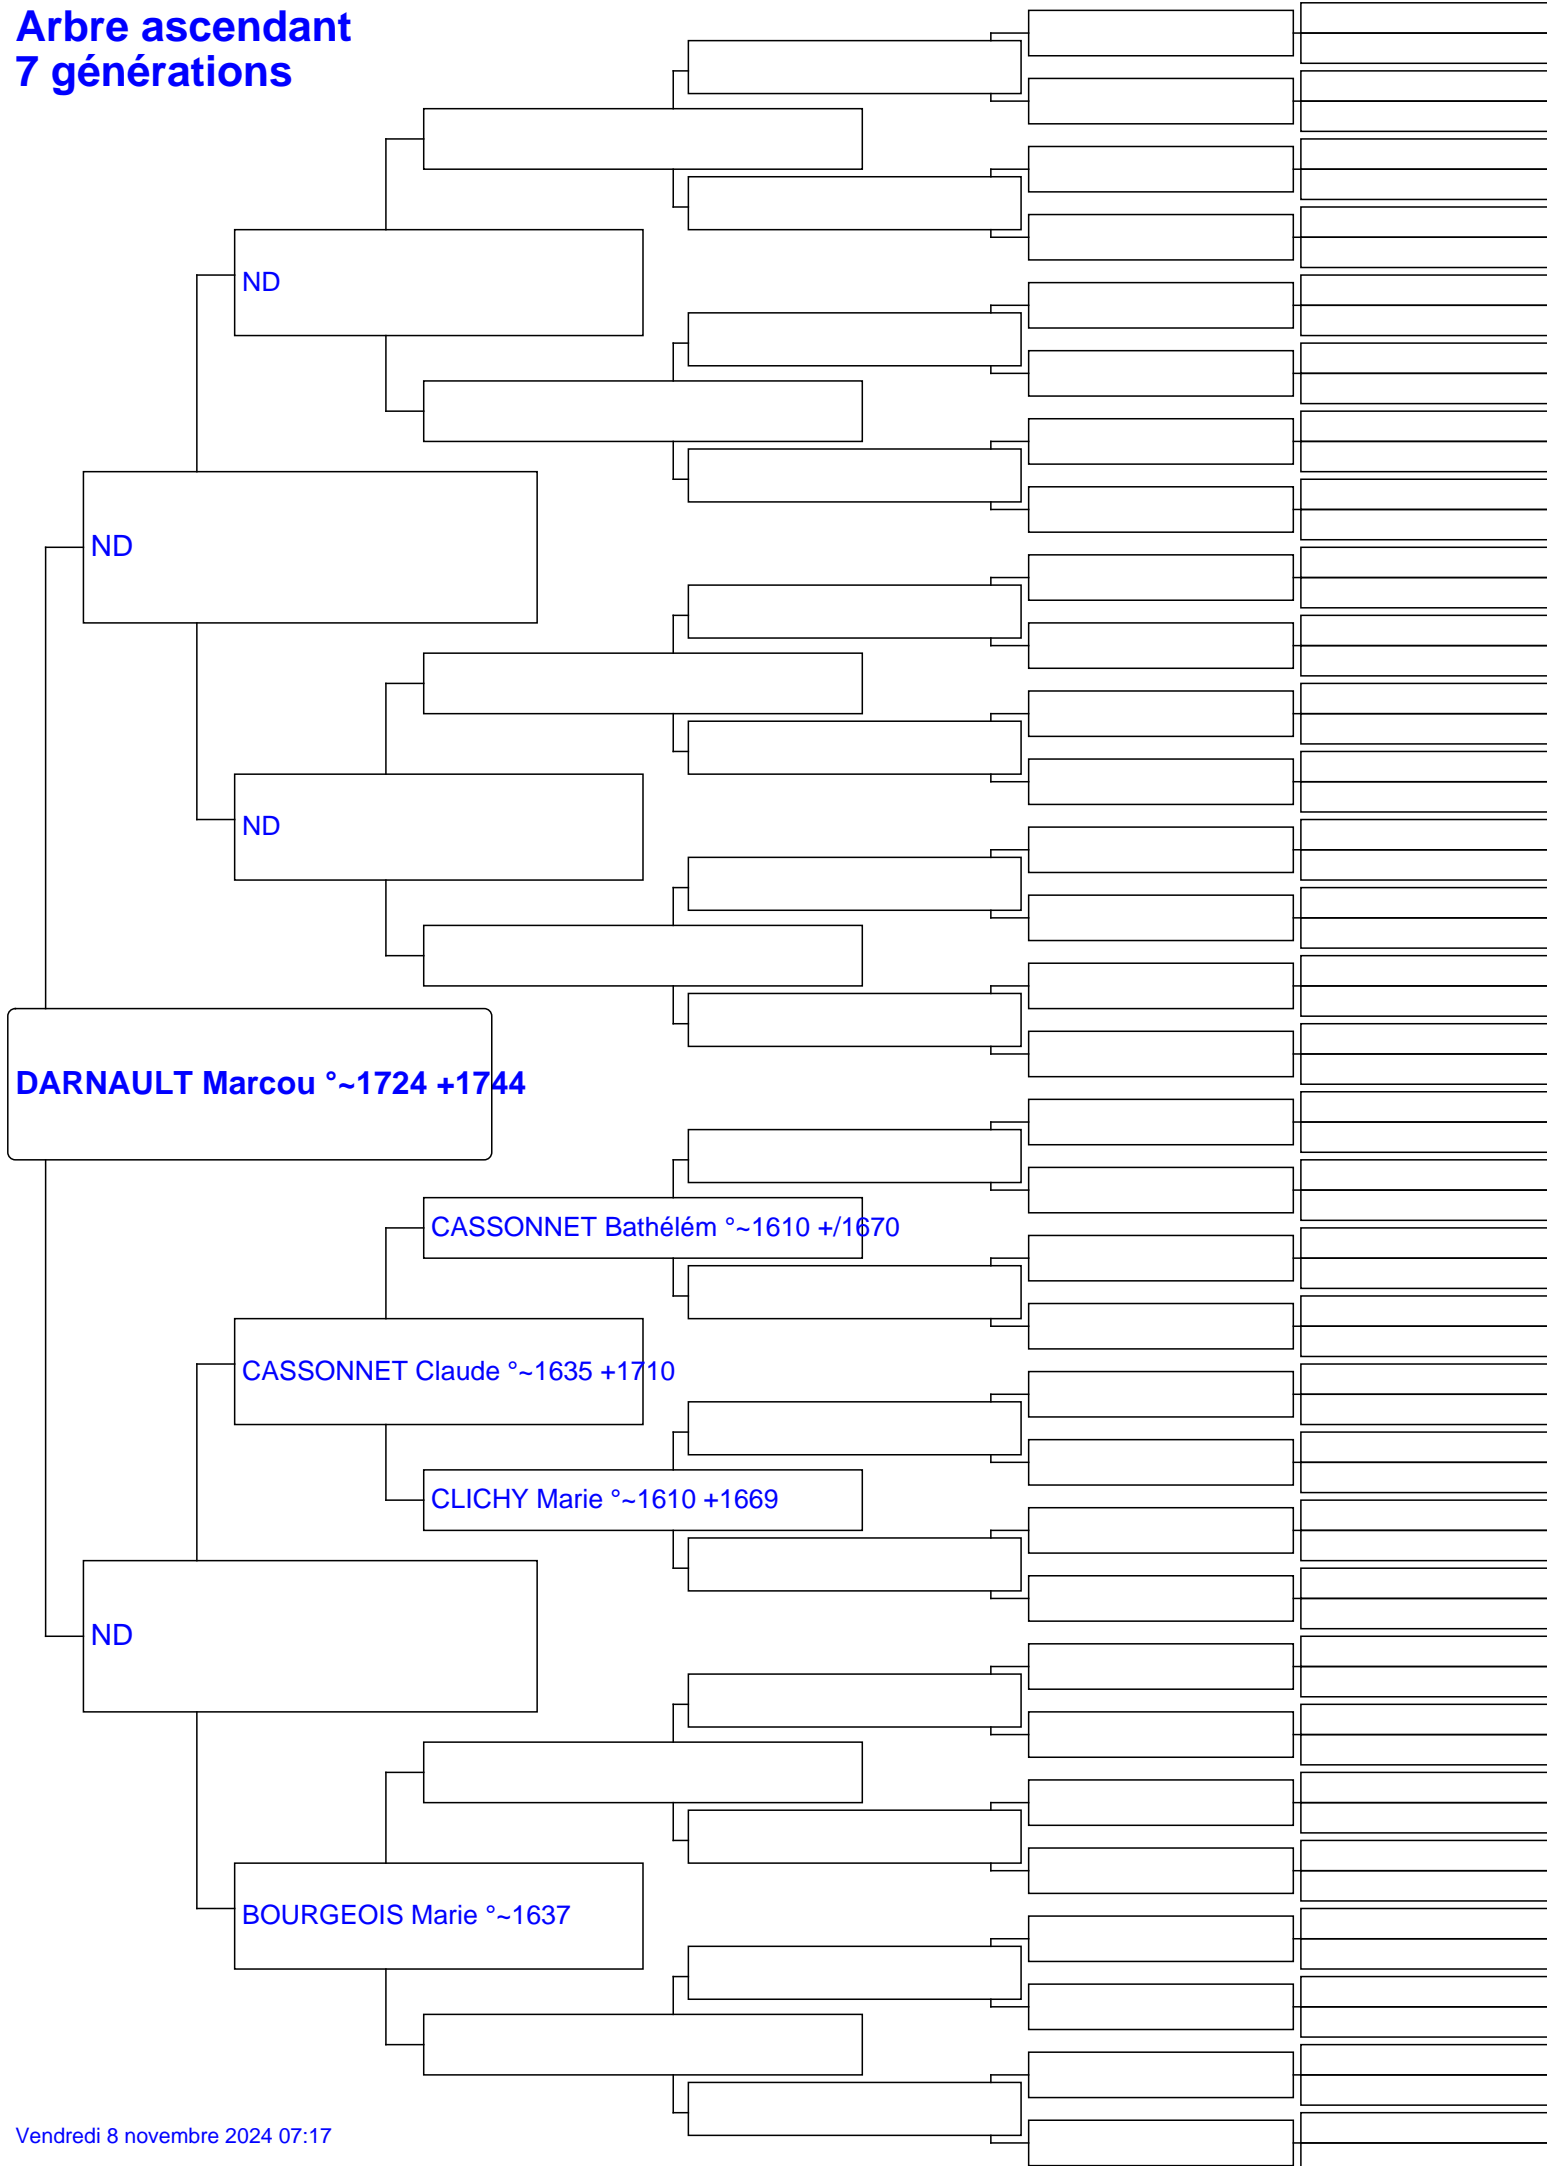 Arbre ascendant
7 générations
ND
ND
ND
DARNAULT Marcou °~1724 +1744
CASSONNET Bathélém °~1610 +/1670
CASSONNET Claude °~1635 +1710
CLICHY Marie °~1610 +1669
ND
BOURGEOIS Marie °~1637
Vendredi 8 novembre 2024 07:17